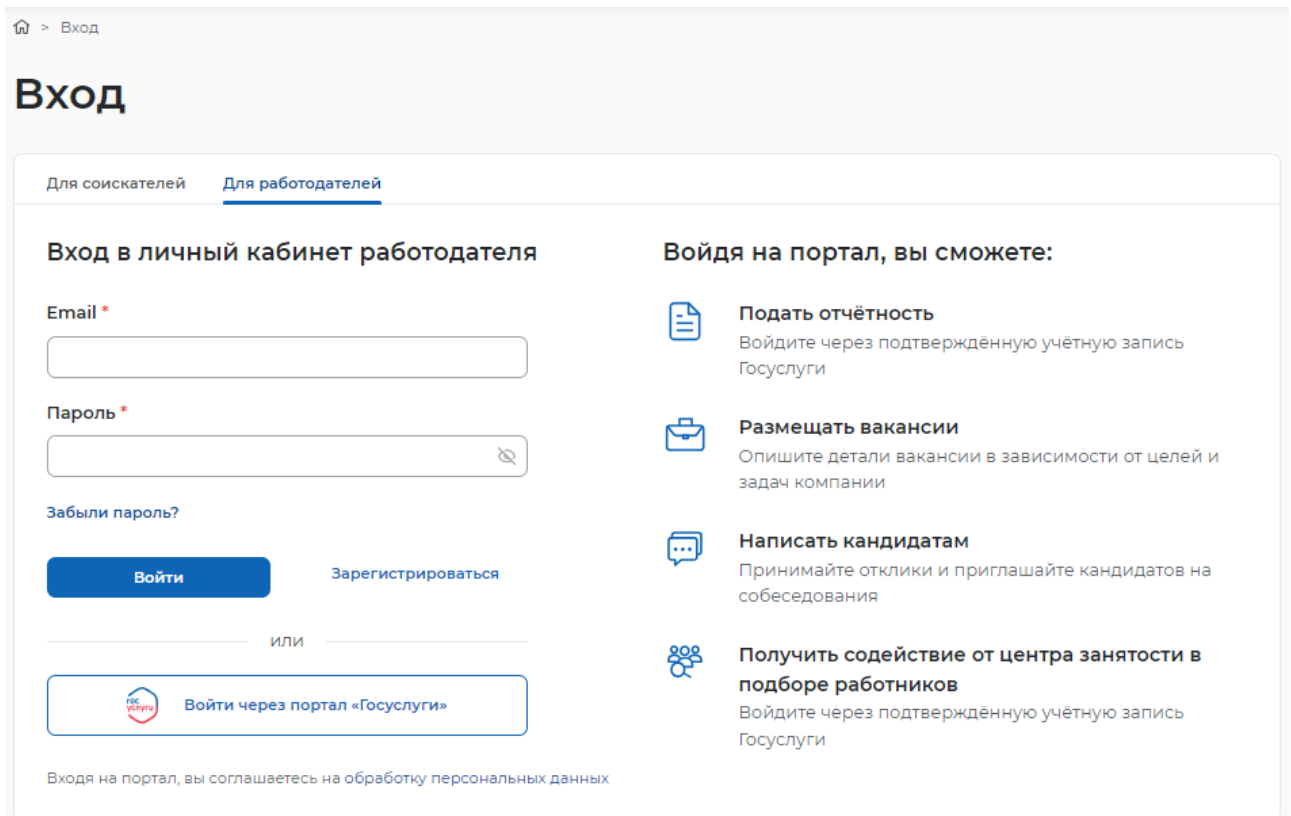 > Вход
Вход
Для соискателей Для работодателей
Вход в личный кабинет работодателя
Email *
Пароль *
Забыли пароль?
Войти Зарегистрироваться
или
гос услуги Войти через портал «Госуслуги»
Входя на портал, вы соглашаетесь на обработку персональных данных
Войдя на портал, вы сможете:
Подать отчётность
Войдите через подтверждённую учётную запись
Госуслуги
Размещать вакансии
Опишите детали вакансии в зависимости от целей и
задач компании
Написать кандидатам
Принимайте отклики и приглашайте кандидатов на
собеседования
Получить содействие от центра занятости в
подборе работников
Войдите через подтверждённую учётную запись
Госуслуги